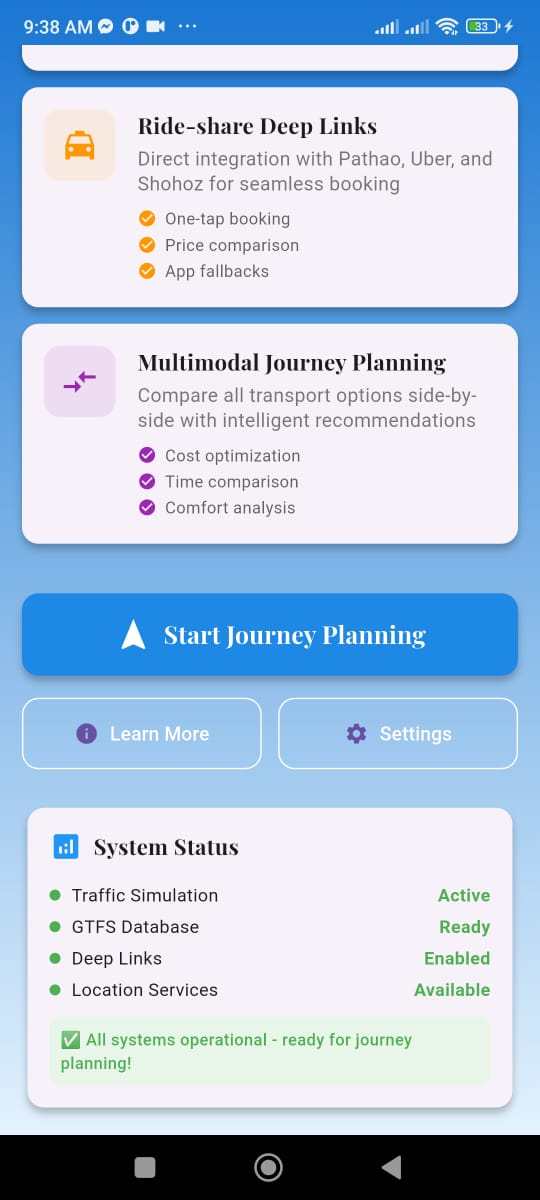 9:38 AM
33
Ride-share Deep Links
Direct integration with Pathao, Uber, and
Shohoz for seamless booking
One-tap booking
Price comparison
App fallbacks
Multimodal Journey Planning
Compare all transport options side-by-
side with intelligent recommendations
Cost optimization
Time comparison
Comfort analysis
Start Journey Planning
Learn More
Settings
System Status
Traffic Simulation Active
GTFS Database Ready
Deep Links Enabled
Location Services Available
✅ All systems operational - ready for journey
planning!